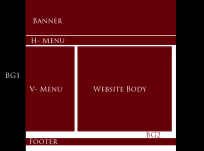 Banner
H- Menu
BG1
V- Menu
Website Body
BG2
Footer